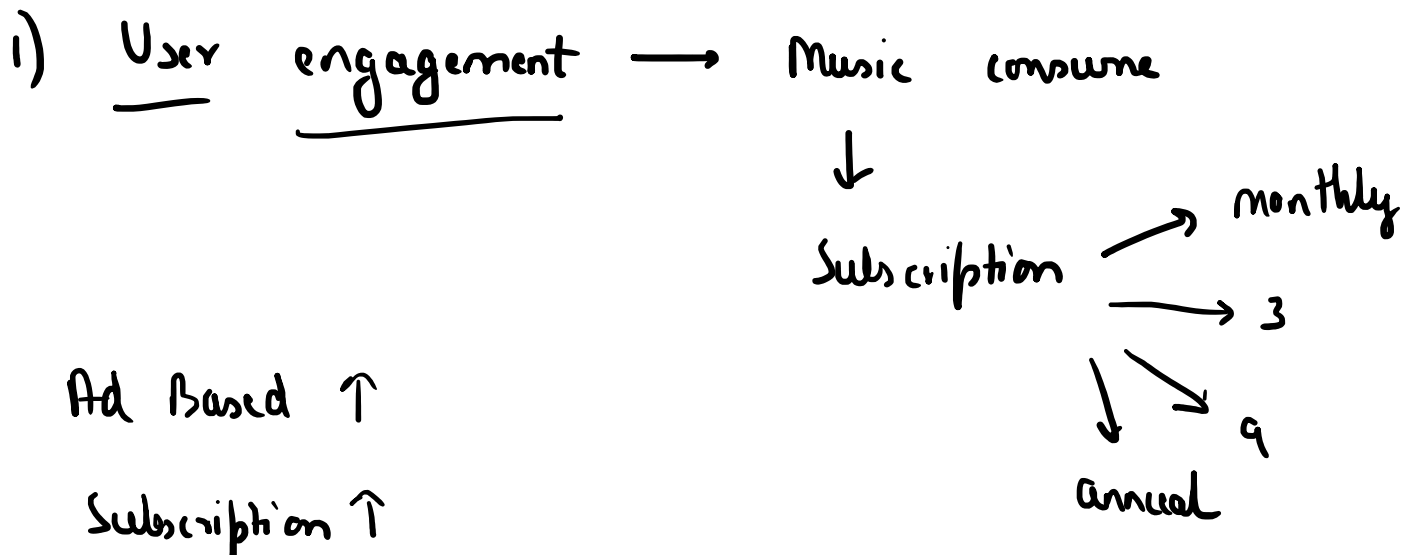 1) User engagement → Music consume
↓
Subscription → monthly
→ 3
→ 9
→ annual
Ad Based ↑
Subscription ↑